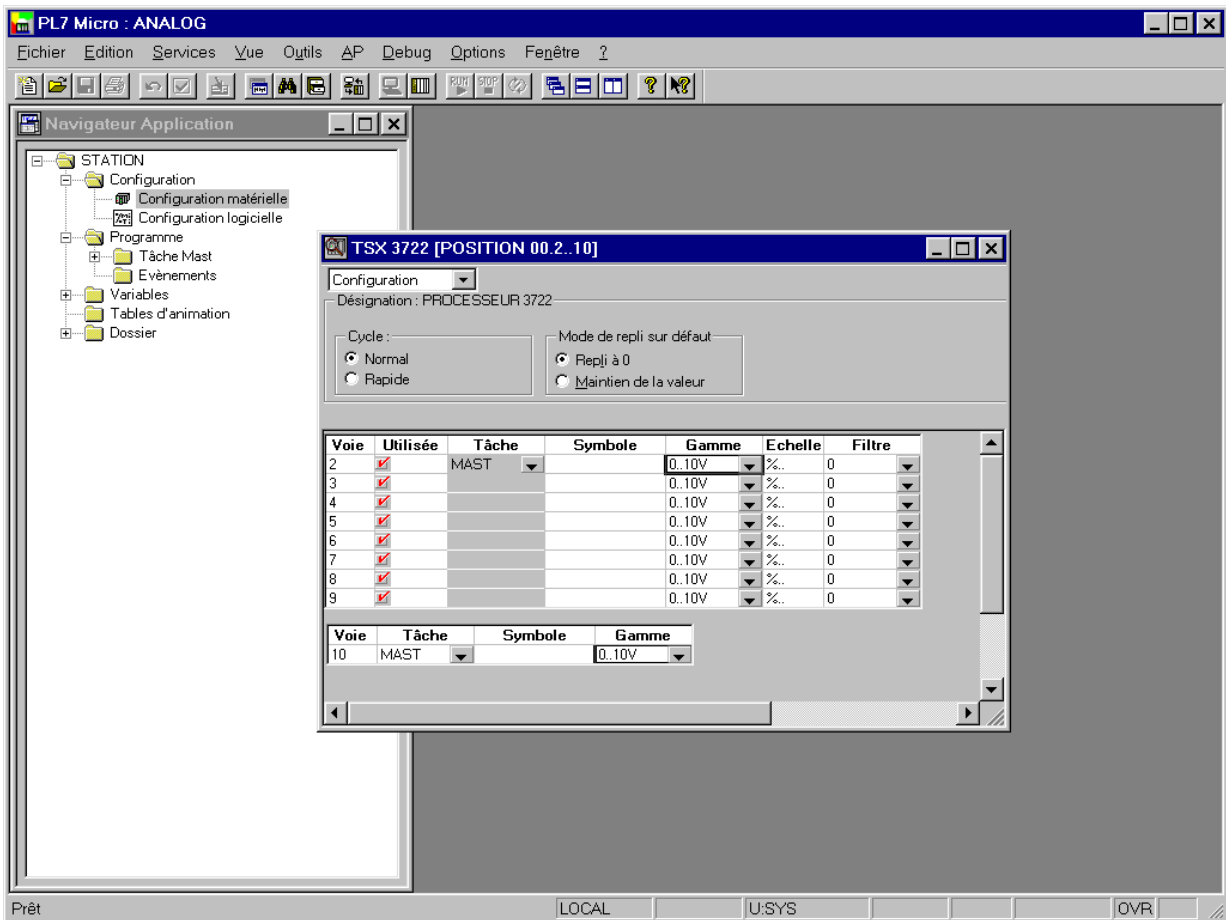 PL7 Micro : ANALOG
Fichier Edition Services Vue Outils AP Debug Options Fenêtre ?
RUN STOP
Navigateur Application
STATION
Configuration
Configuration matérielle
Configuration logicielle
Programme
Tâche Mast
Evènements
Variables
Tables d'animation
Dossier
TSX 3722 [POSITION 00.2..10]
Configuration
Désignation : PROCESSEUR 3722
Cycle :
Normal
Rapide
Mode de repli sur défaut
Repli à 0
Maintien de la valeur
Voie Utilisée Tâche Symbole Gamme Echelle Filtre
2 MAST 0..10V %.. 0
3 0..10V %.. 0
4 0..10V %.. 0
5 0..10V %.. 0
6 0..10V %.. 0
7 0..10V %.. 0
8 0..10V %.. 0
9 0..10V %.. 0
Voie Tâche Symbole Gamme
10 MAST 0..10V
Prêt LOCAL U:SYS OVR